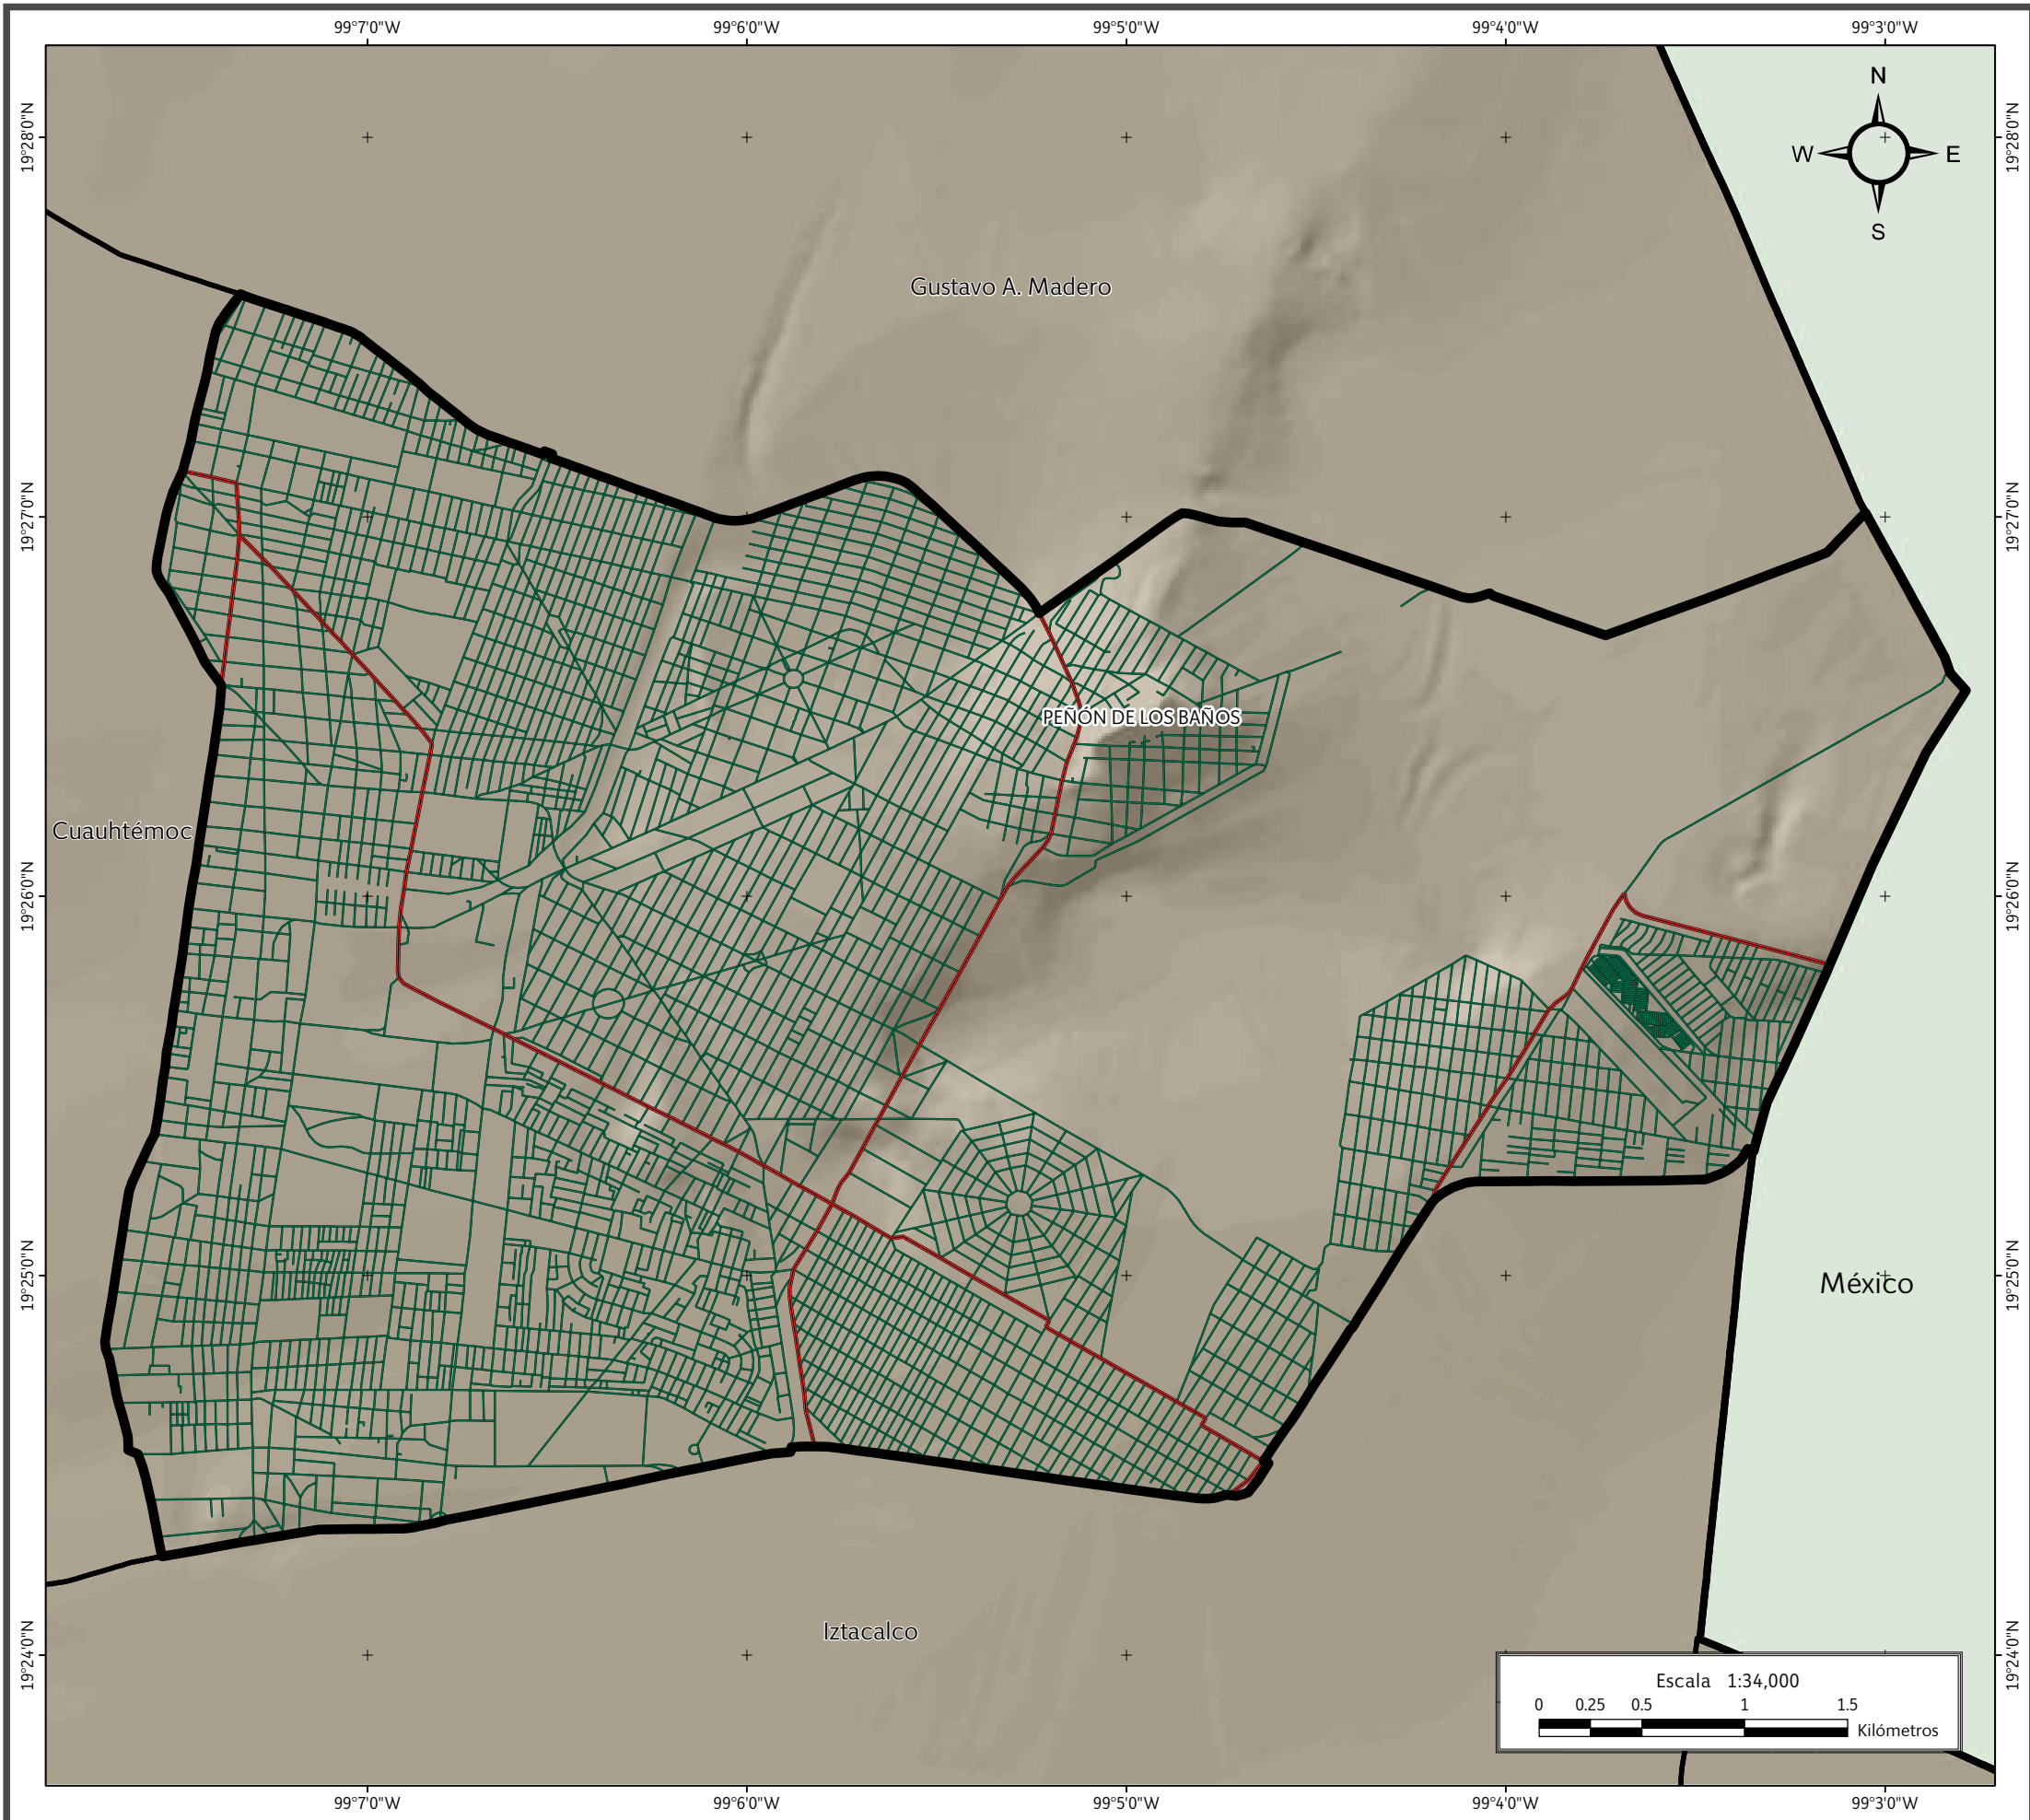 99°7'0"W 99°6'0"W 99°5'0"W 99°4'0"W 99°3'0"W
N
19°28'0"N 19°28'0"N
W E
S
Gustavo A. Madero
19°27'0"N 19°27'0"N
PEÑÓN DE LOS BAÑOS
Cuauhtémoc
19°26'0"N 19°26'0"N
19°25'0"N 19°25'0"N
México
Iztacalco
19°24'0"N 19°24'0"N
Escala 1:34,000
0 0.25 0.5 1 1.5
Kilómetros
99°7'0"W 99°6'0"W 99°5'0"W 99°4'0"W 99°3'0"W